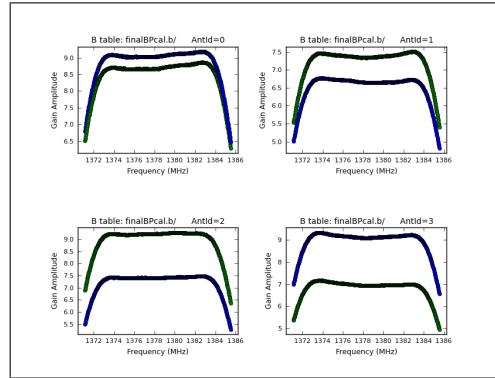 B table: finalBPcal.b/ AntId=0
Gain Amplitude
9.0
8.5
8.0
7.5
7.0
6.5
1372 1374 1376 1378 1380 1382 1384 1386
Frequency (MHz)
B table: finalBPcal.b/ AntId=1
Gain Amplitude
7.5
7.0
6.5
6.0
5.5
5.0
1372 1374 1376 1378 1380 1382 1384 1386
Frequency (MHz)
B table: finalBPcal.b/ AntId=2
Gain Amplitude
9.0
8.5
8.0
7.5
7.0
6.5
6.0
5.5
1372 1374 1376 1378 1380 1382 1384 1386
Frequency (MHz)
B table: finalBPcal.b/ AntId=3
Gain Amplitude
9
8
7
6
5
1372 1374 1376 1378 1380 1382 1384 1386
Frequency (MHz)